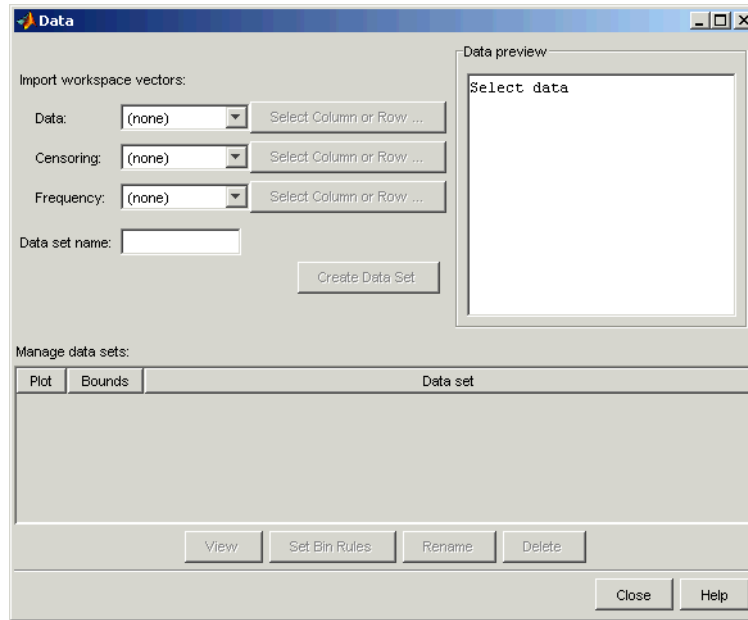 Data
Import workspace vectors:
Data: (none) Select Column or Row ...
Censoring: (none) Select Column or Row ...
Frequency: (none) Select Column or Row ...
Data set name:
Create Data Set
Data preview
Select data
Manage data sets:
Plot Bounds Data set
View Set Bin Rules Rename Delete
Close Help